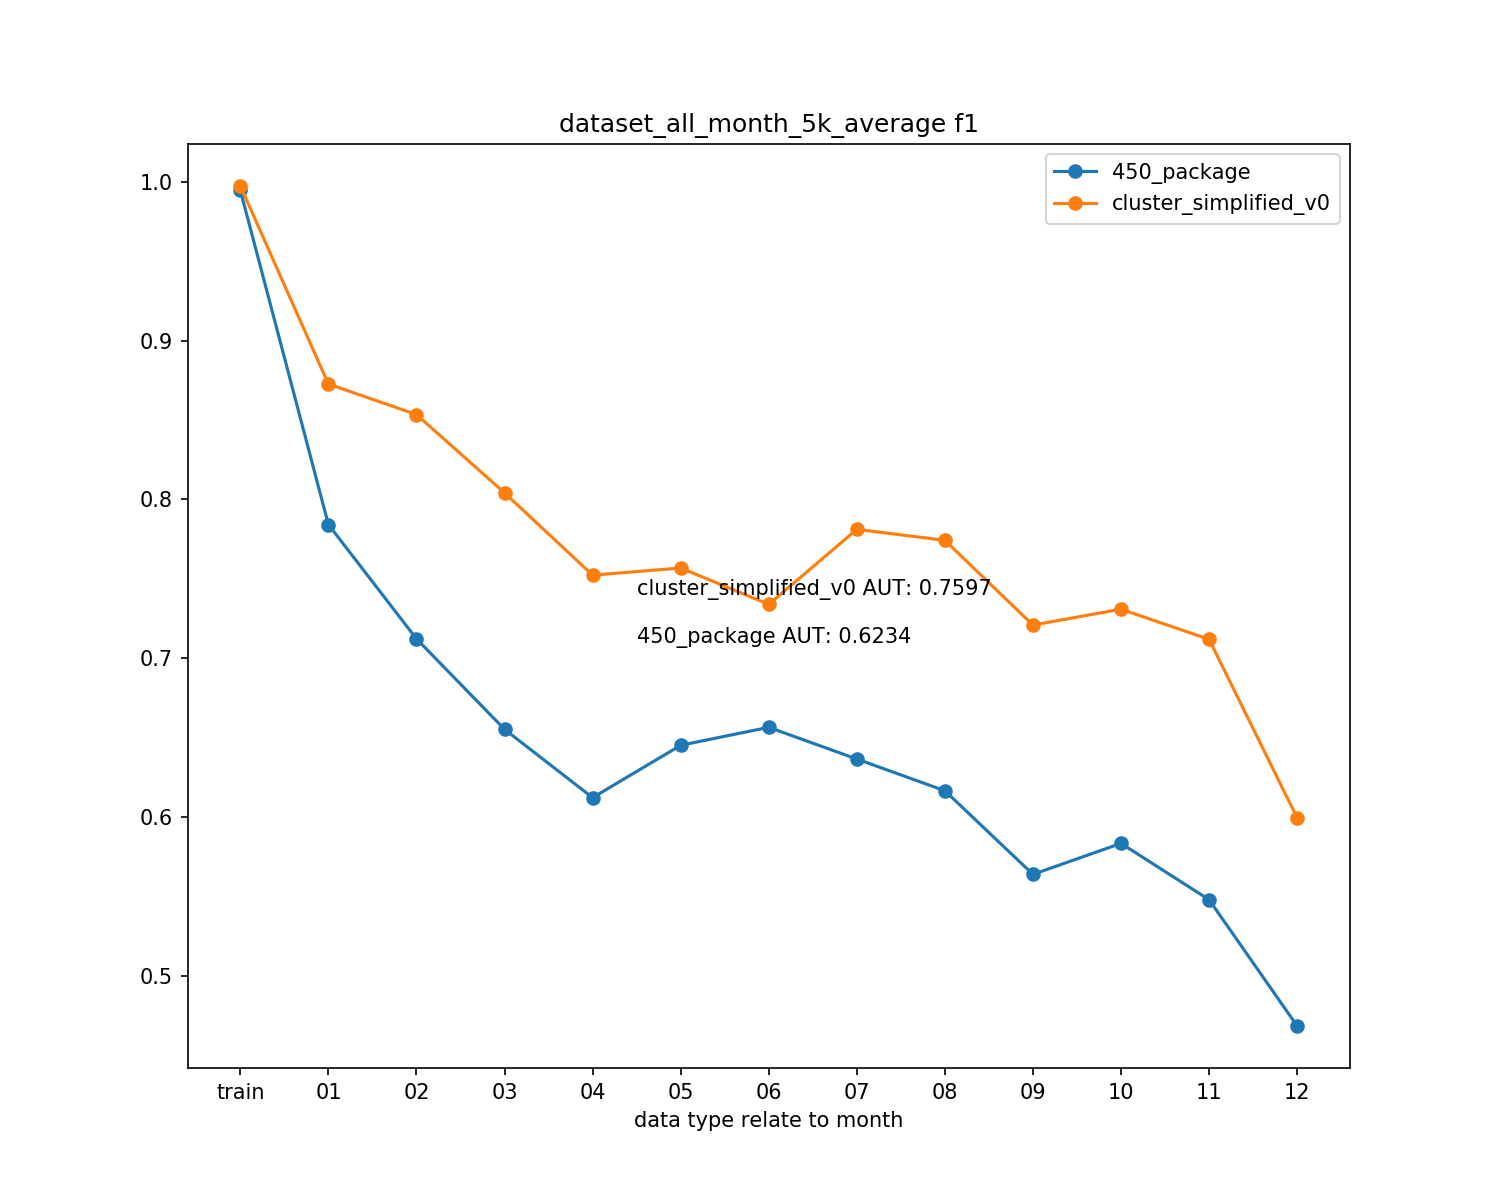 dataset_all_month_5k_average f1
450_package
cluster_simplified_v0
1.0
0.9
0.8
0.7
0.6
0.5
cluster_simplified_v0 AUT: 0.7597
450_package AUT: 0.6234
train 01 02 03 04 05 06 07 08 09 10 11 12
data type relate to month